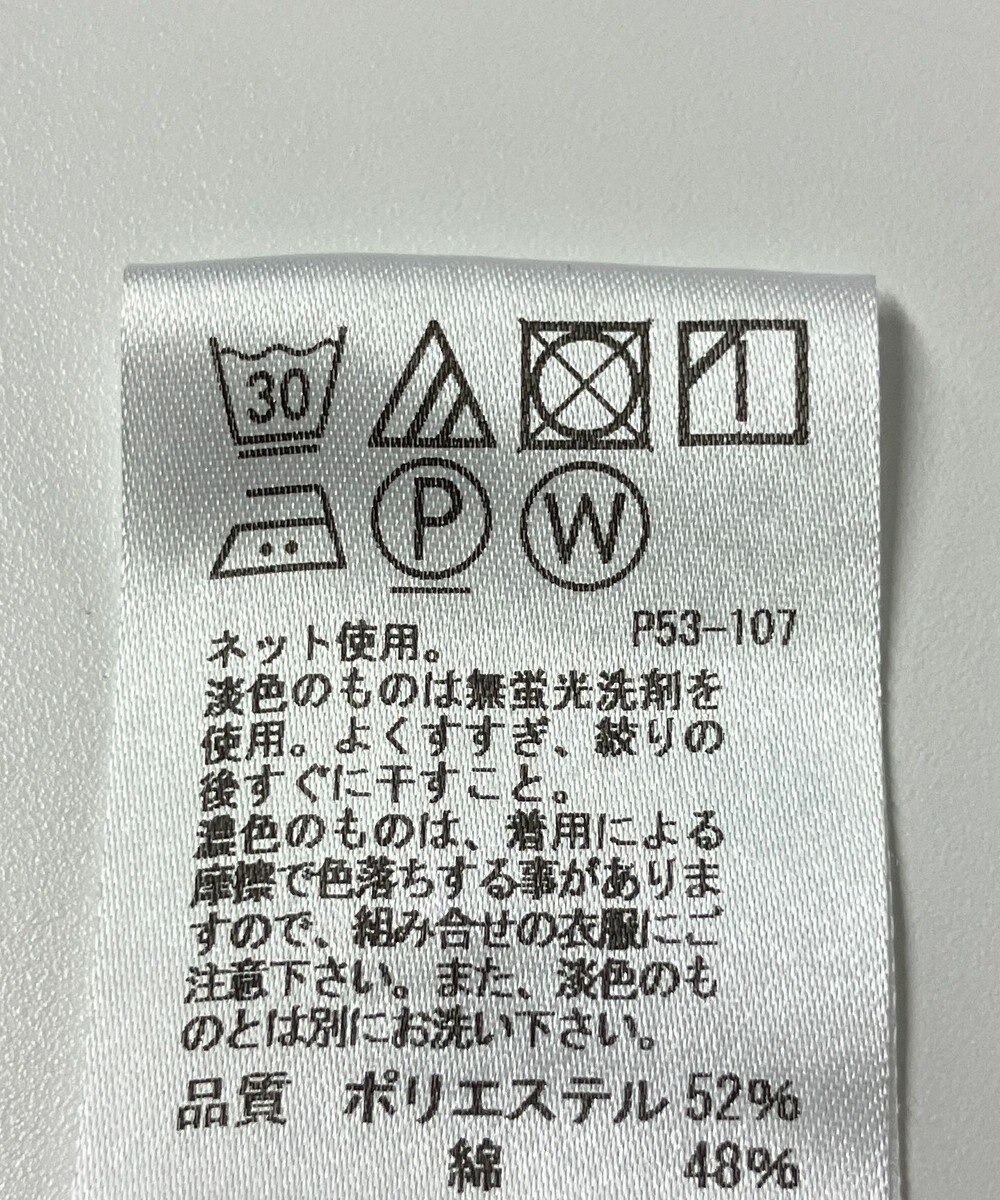 30
P W
P53-107
ネット使用。
淡色のものは無蛍光洗剤を
使用。よくすすぎ、絞りの
後すぐに干すこと。
濃色のものは、着用による
摩擦で色落ちする事がありま
すので、組み合せの衣服にご
注意下さい。また、淡色のも
のとは別にお洗い下さい。
品質 ポリエステル 52%
綿 48%